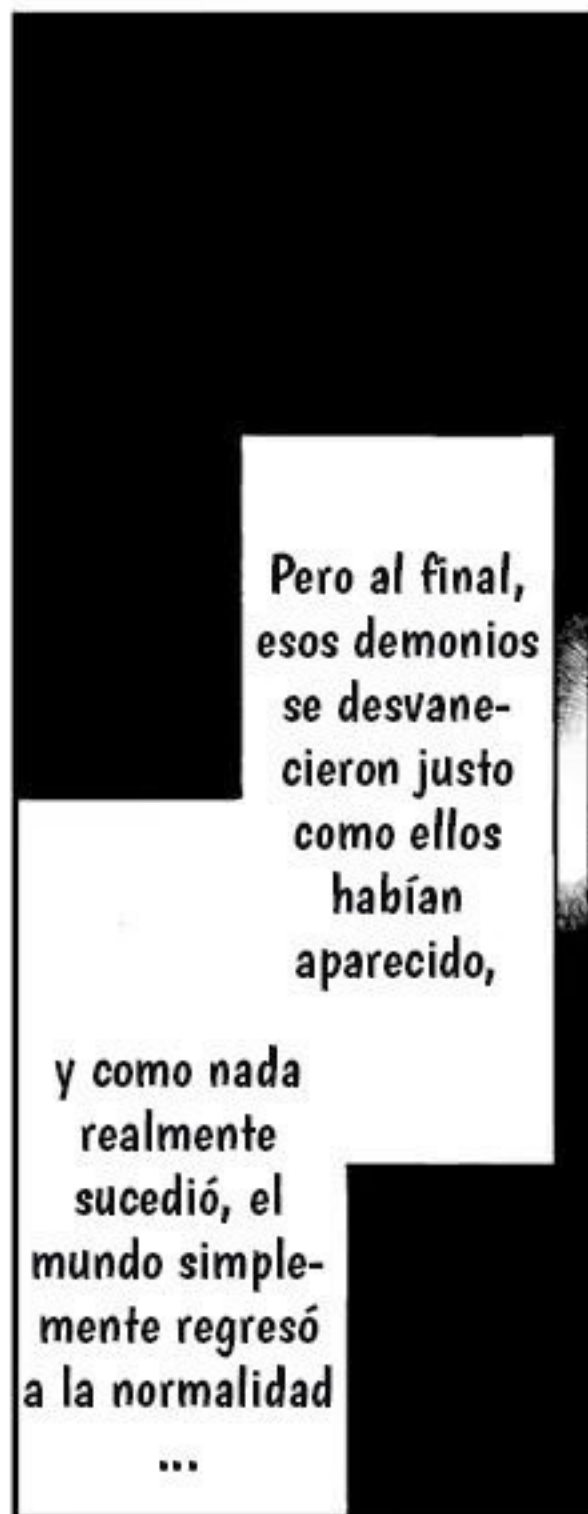 Pero al final,
esos demonios
se desvane-
cieron justo
como ellos
habían
aparecido,
y como nada
realmente
sucedió, el
mundo simple-
mente regresó
a la normalidad
...